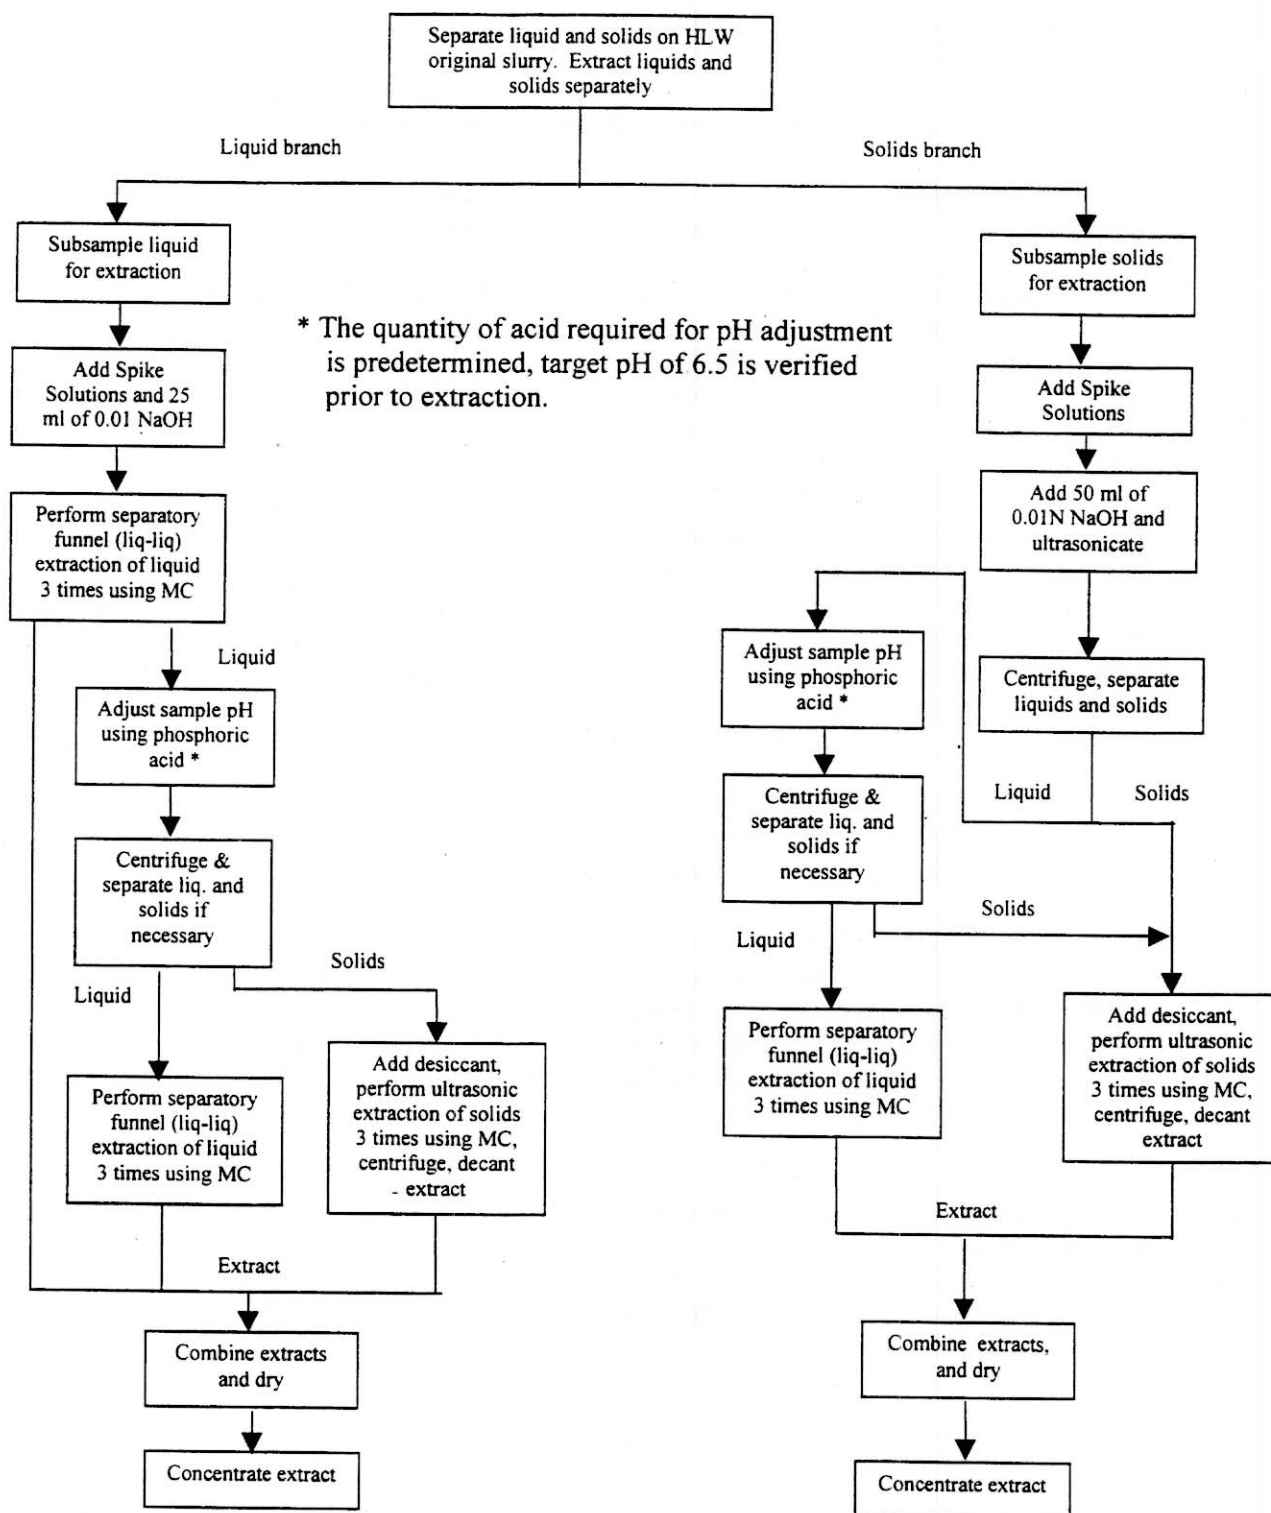 Separate liquid and solids on HLW
original slurry. Extract liquids and
solids separately
Liquid branch
Solids branch
Subsample liquid
for extraction
Subsample solids
for extraction
* The quantity of acid required for pH adjustment
is predetermined, target pH of 6.5 is verified
prior to extraction.
Add Spike
Solutions and 25
ml of 0.01 NaOH
Add Spike
Solutions
Perform separatory
funnel (liq-liq)
extraction of liquid
3 times using MC
Add 50 ml of
0.01N NaOH and
ultrasonicate
Liquid
Adjust sample pH
using phosphoric
acid *
Adjust sample pH
using phosphoric
acid *
Centrifuge, separate
liquids and solids
Liquid
Solids
Centrifuge &
separate liq. and
solids if
necessary
Centrifuge &
separate liq. and
solids if
necessary
Solids
Liquid
Solids
Liquid
Perform separatory
funnel (liq-liq)
extraction of liquid
3 times using MC
Add desiccant,
perform ultrasonic
extraction of solids
3 times using MC,
centrifuge, decant
extract
Perform separatory
funnel (liq-liq)
extraction of liquid
3 times using MC
Add desiccant,
perform ultrasonic
extraction of solids
3 times using MC,
centrifuge, decant
extract
Extract
Extract
Combine extracts
and dry
Combine extracts,
and dry
Concentrate extract
Concentrate extract